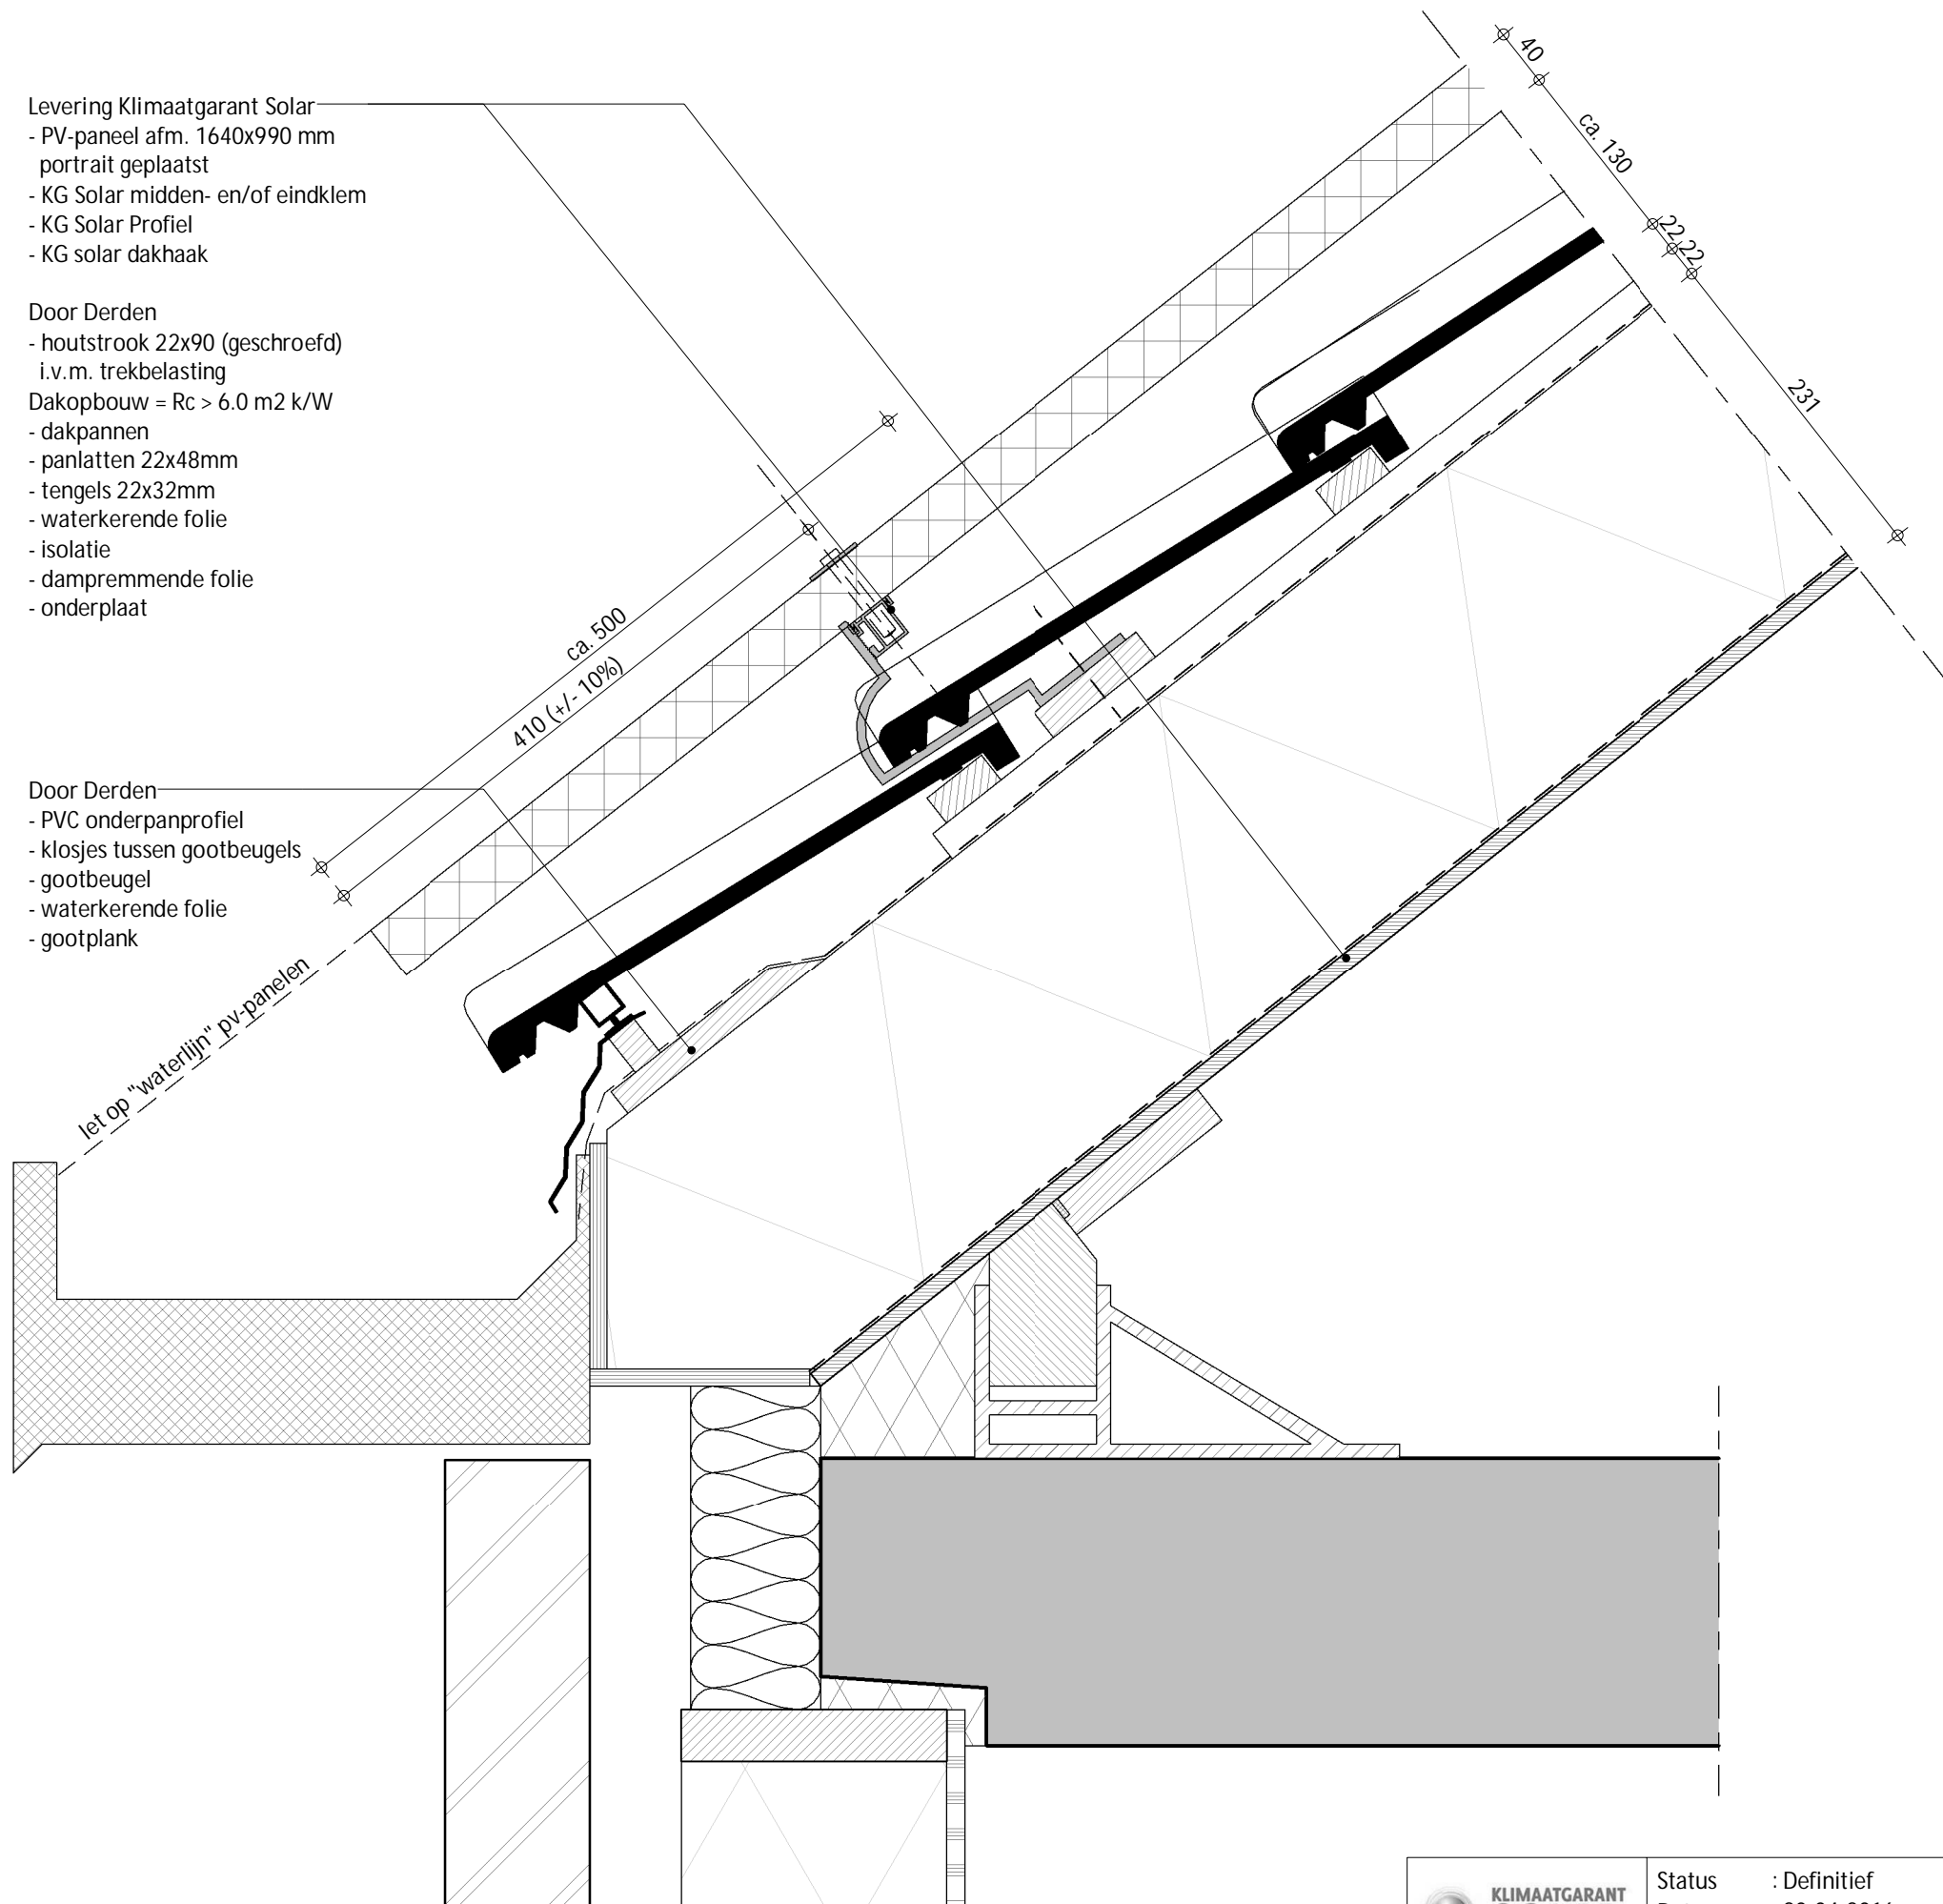 Levering Klimaatgarant Solar
- PV-paneel afm. 1640x990 mm
portrait geplaatst
- KG Solar midden- en/of eindklem
- KG Solar Profiel
- KG solar dakhaak
Door Derden
- houtstrook 22x90 (geschroefd)
i.v.m. trekbelasting
Dakopbouw = Rc > 6.0 m2 k/W
- dakpannen
- panlatten 22x48mm
- tengels 22x32mm
- waterkerende folie
- isolatie
- dampremmende folie
- onderplaat
Door Derden
- PVC onderpanprofiel
- klosjes tussen gootbeugels
- gootbeugel
- waterkerende folie
- gootplank
40
ca. 130
22
22
231
ca. 500
410 (+/- 10%)
let op "waterlijn" pv-panelen
KLIMAATGARANT
Status : Definitief